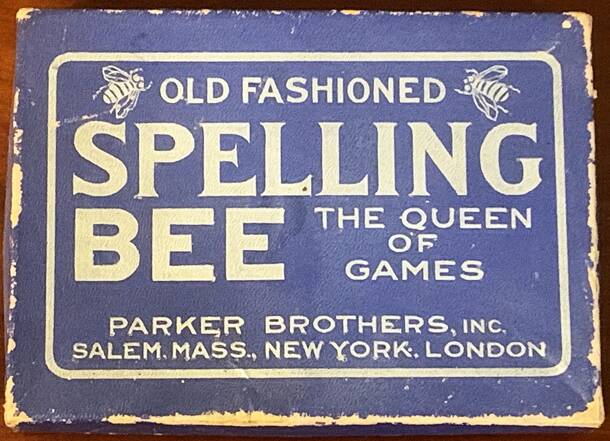 OLD FASHIONED
SPELLING
BEE
THE QUEEN
OF
GAMES
PARKER BROTHERS, INC.
SALEM. MASS., NEW YORK. LONDON